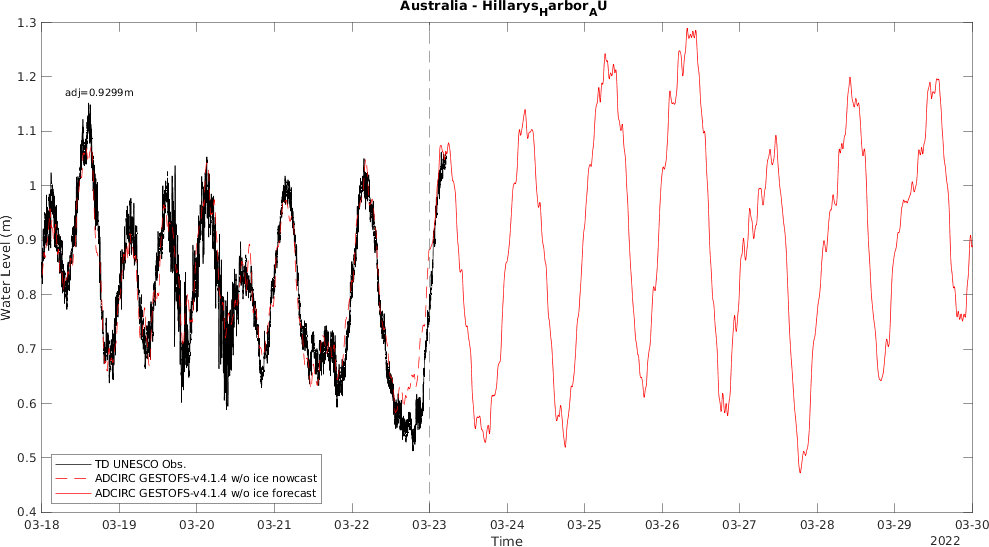 Australia - HillarysHarborAU
1.3
1.2
adj=0.9299m
1.1
1
0.9
0.8
0.7
0.6
0.5
0.4
Water Level (m)
TD UNESCO Obs.
ADCIRC GESTOFS-v4.1.4 w/o ice nowcast
ADCIRC GESTOFS-v4.1.4 w/o ice forecast
03-18 03-19 03-20 03-21 03-22 03-23 03-24 03-25 03-26 03-27 03-28 03-29 03-30
Time
2022